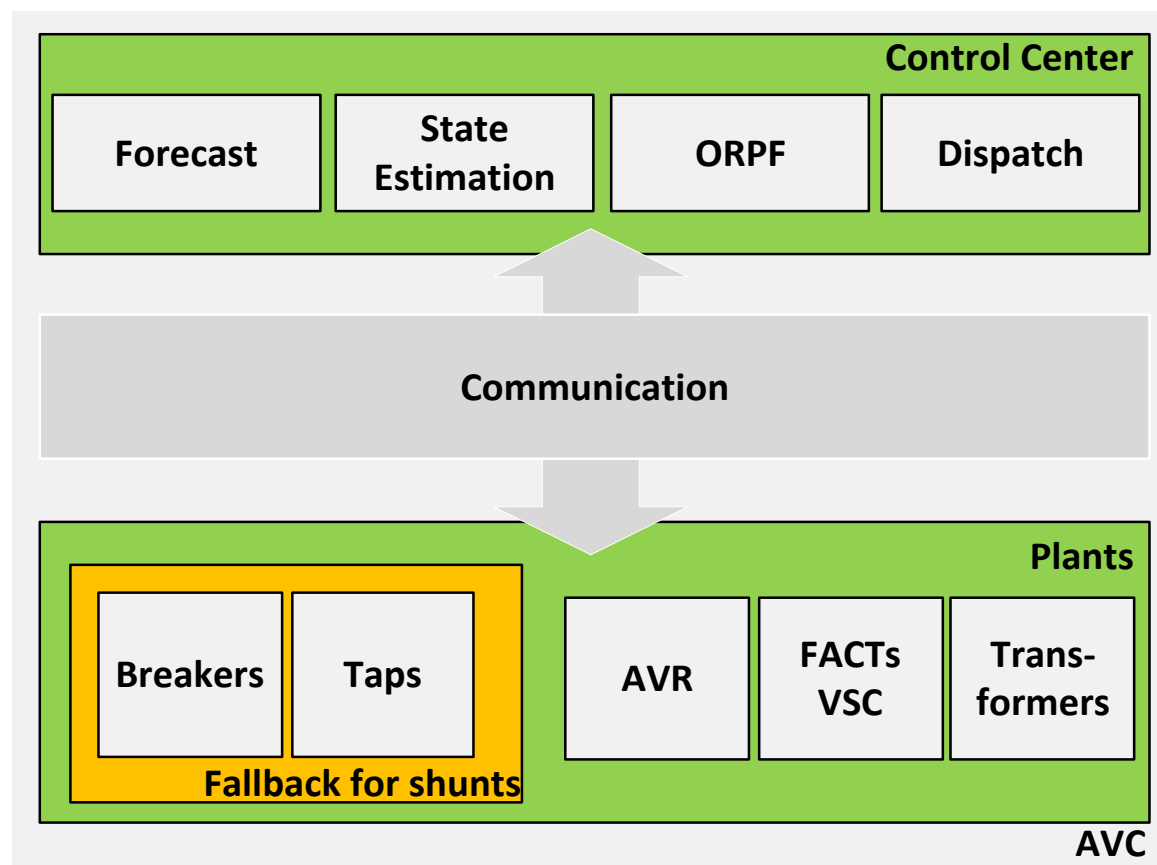 Control Center
Forecast
State
Estimation
ORPF
Dispatch
Communication
Plants
Breakers
Taps
AVR
FACTs
VSC
Trans-
formers
Fallback for shunts
AVC